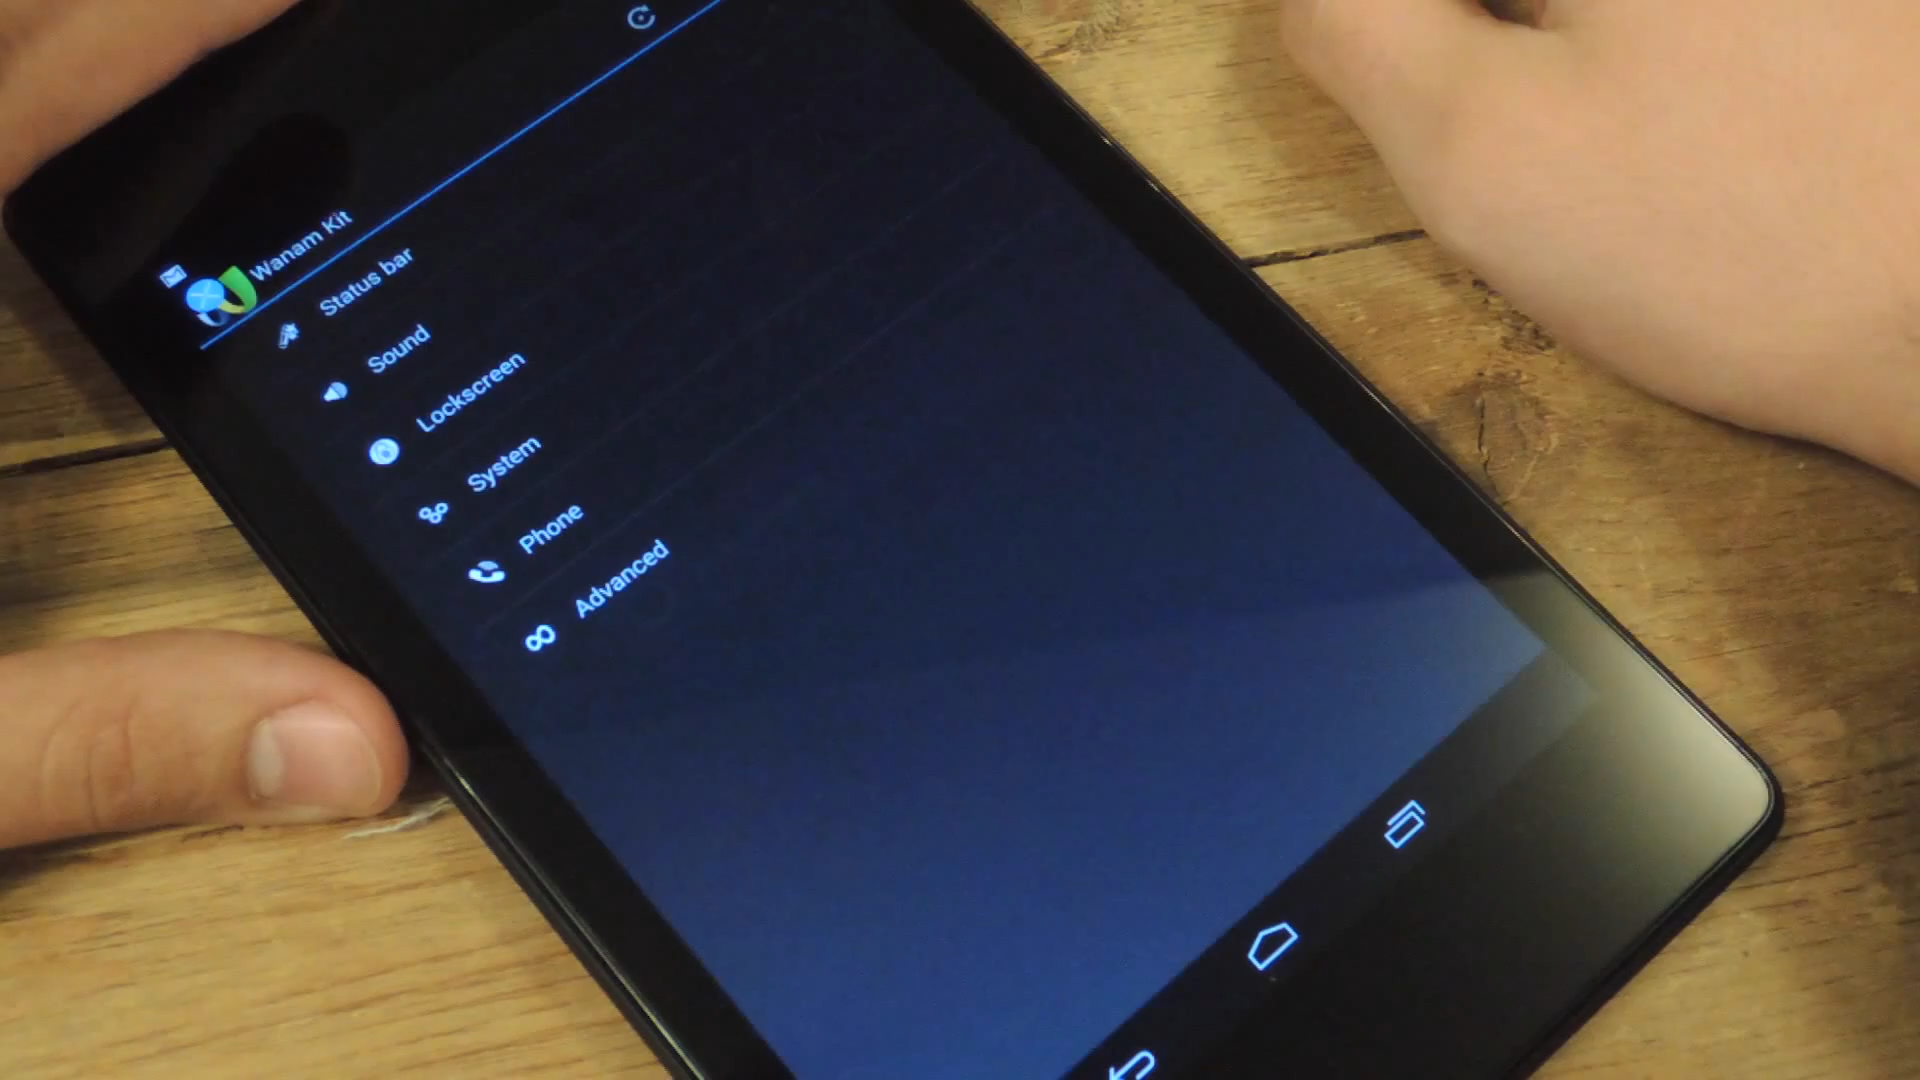 Wanam Kit
Status bar
Sound
Lockscreen
System
Phone
Advanced